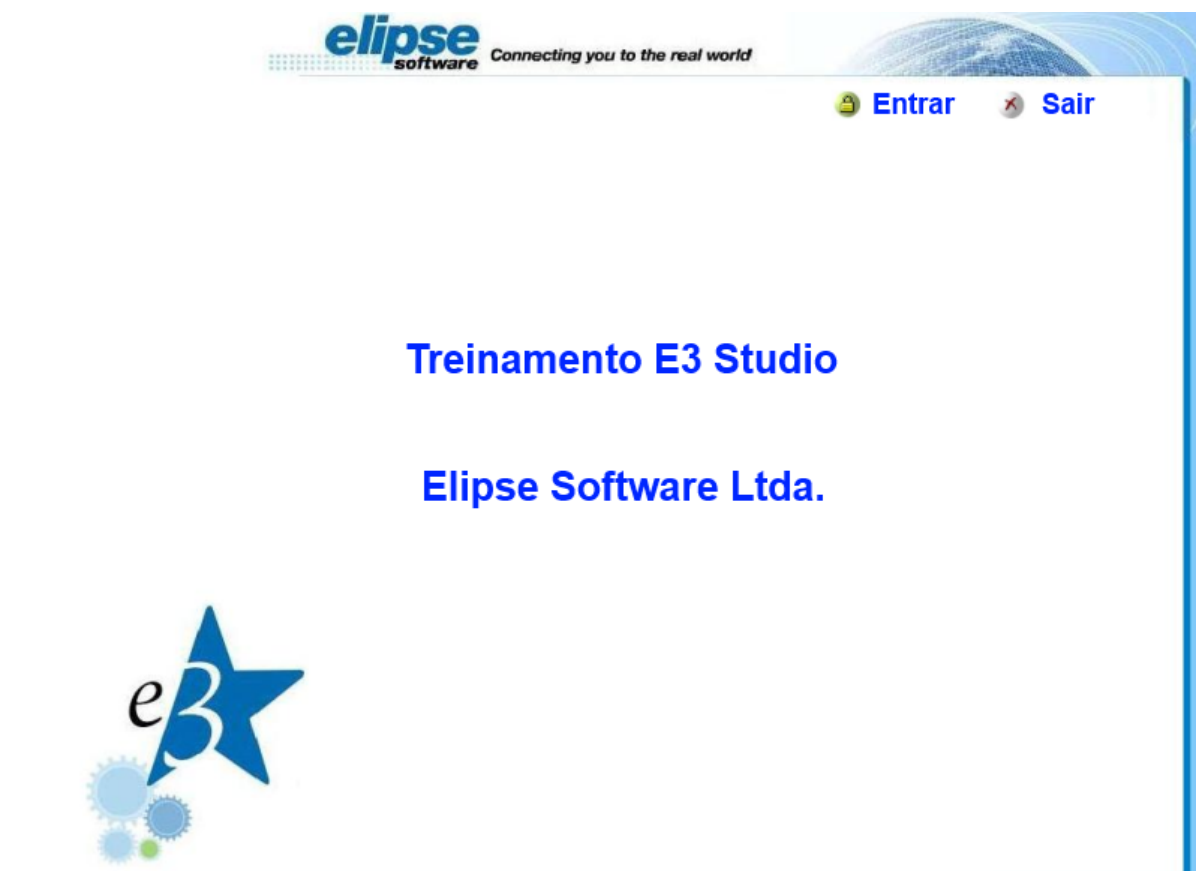 elipse
software Connecting you to the real world
Entrar Sair
Treinamento E3 Studio
Elipse Software Ltda.
e3